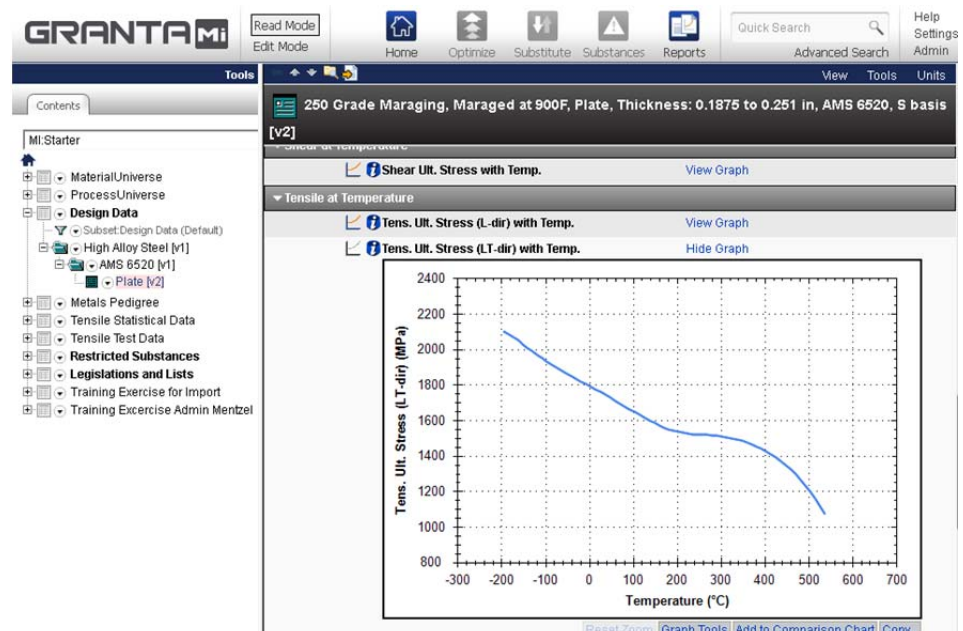 GRANTA MI
Read Mode
Edit Mode
Home
Optimize
Substitute
Substances
Reports
Quick Search
Advanced Search
Help
Settings
Admin
Tools
View Tools Units
Contents
250 Grade Maraging, Maraged at 900F, Plate, Thickness: 0.1875 to 0.251 in, AMS 6520, S basis
[v2]
MI:Starter
MaterialUniverse
ProcessUniverse
Design Data
Subset:Design Data (Default)
High Alloy Steel [v1]
AMS 6520 [v1]
Plate [v2]
Metals Pedigree
Tensile Statistical Data
Tensile Test Data
Restricted Substances
Legislations and Lists
Training Exercise for Import
Training Excercise Admin Mentzel
Shear at Temperature
Shear Ult. Stress with Temp. View Graph
Tensile at Temperature
Tens. Ult. Stress (L-dir) with Temp. View Graph
Tens. Ult. Stress (LT-dir) with Temp. Hide Graph
Tens. Ult. Stress (LT-dir) (MPa)
2400
2200
2000
1800
1600
1400
1200
1000
800
-300 -200 -100 0 100 200 300 400 500 600 700
Temperature (°C)
Reset Zoom Graph Tools Add to Comparison Chart Copy